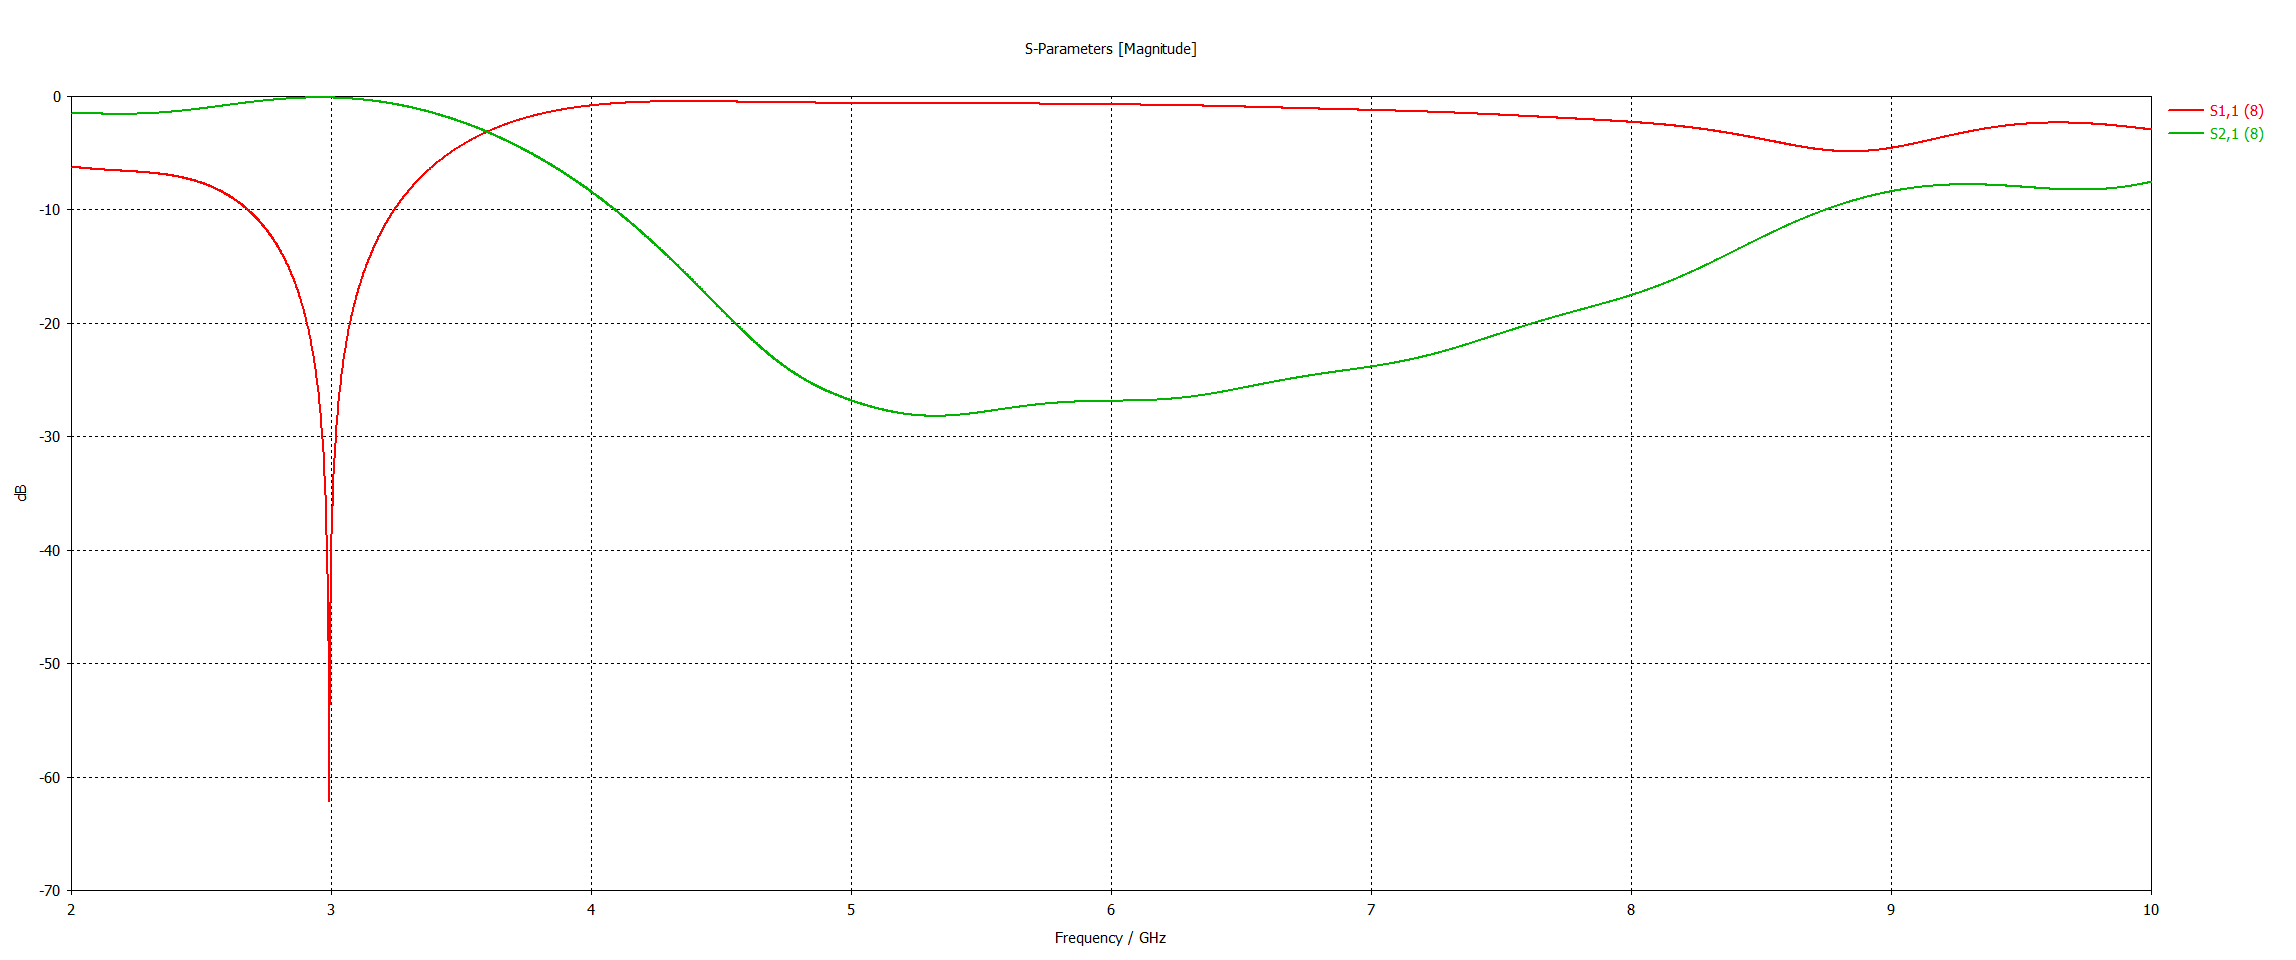 S-Parameters [Magnitude]
0
-10
-20
-30
-40
-50
-60
-70
dB
2 3 4 5 6 7 8 9 10
Frequency / GHz
S1,1 (8)
S2,1 (8)